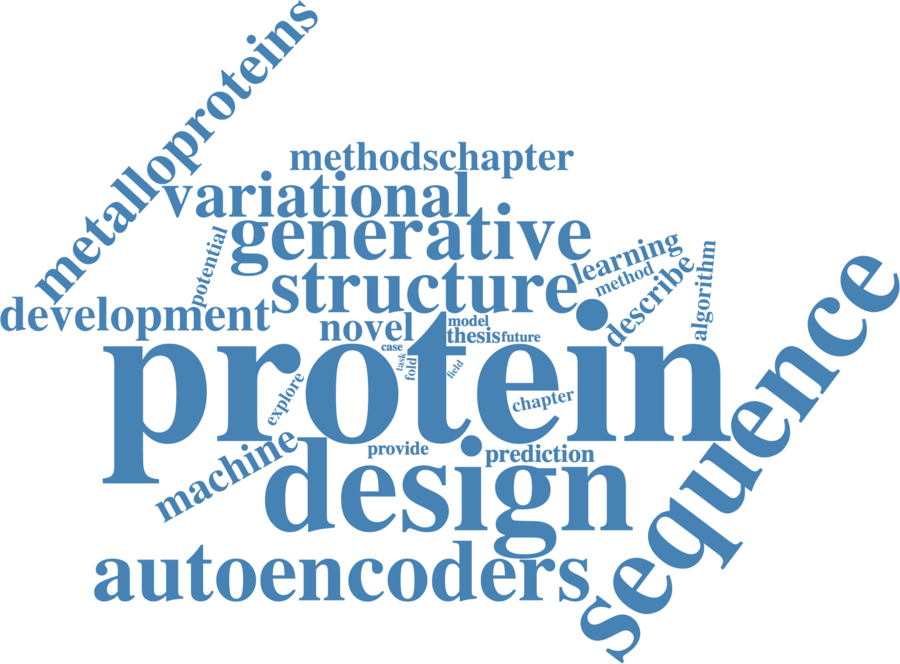 metalloproteins
methodschapter
variational
generative
potential
learning
structure
method
describe
algorithm
development
novel
model
thesis
future
case
task
fold
field
protein
sequence
explore
chapter
machine
provide
prediction
design
autoencoders